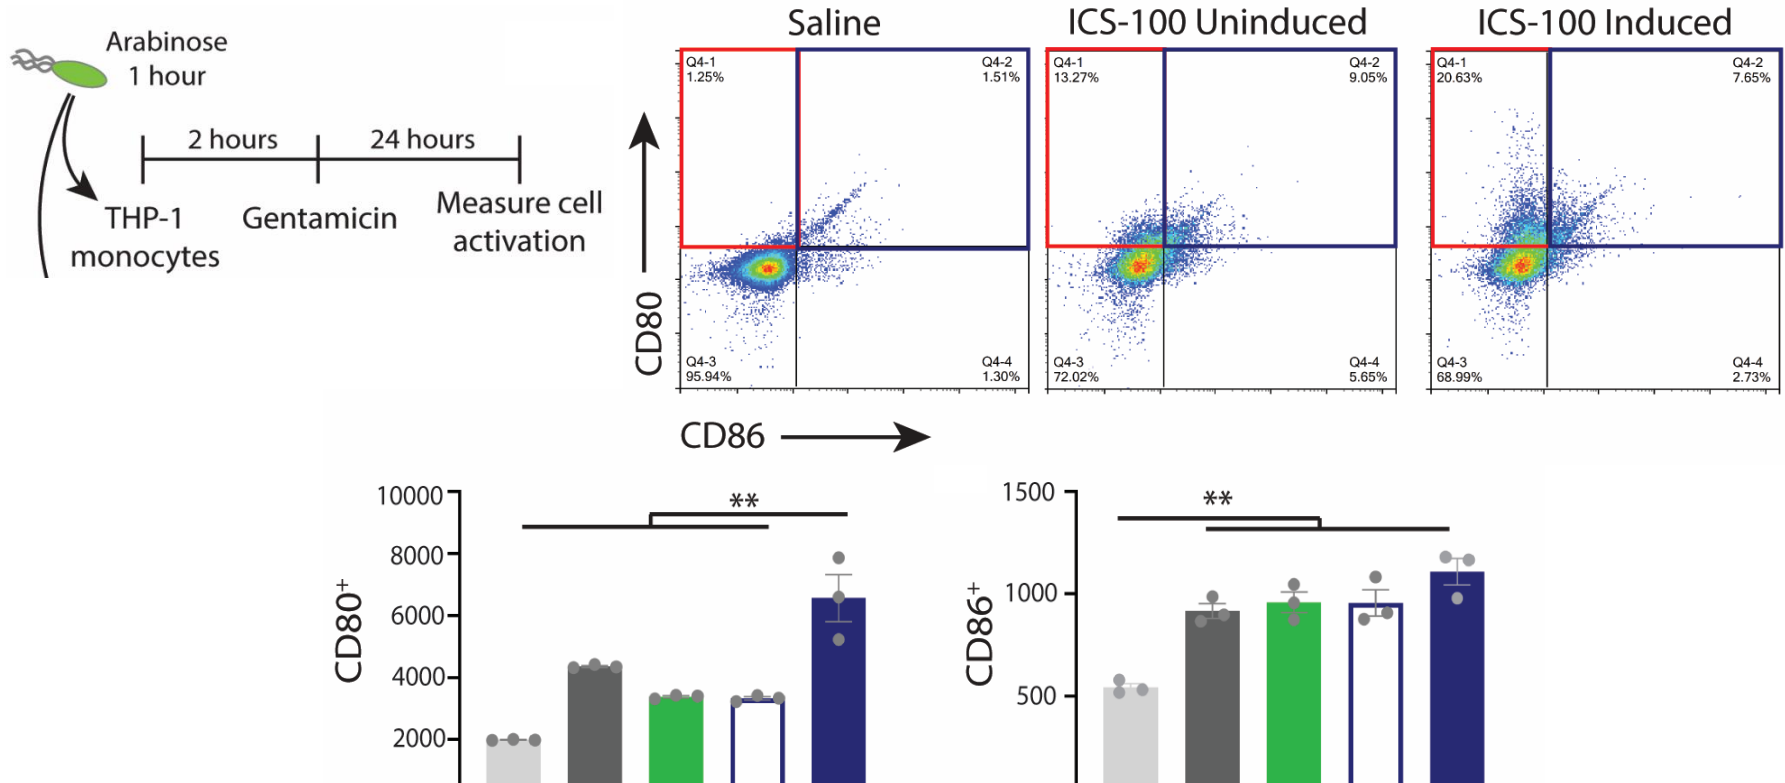 Arabinose
1 hour
2 hours
24 hours
THP-1
monocytes
Gentamicin
Measure cell
activation
Saline
ICS-100 Uninduced
ICS-100 Induced
Q4-1
1.25%
Q4-2
1.51%
Q4-3
95.94%
Q4-4
1.30%
Q4-1
13.27%
Q4-2
9.05%
Q4-3
72.02%
Q4-4
5.65%
Q4-1
20.63%
Q4-2
7.65%
Q4-3
68.99%
Q4-4
2.73%
CD80
CD86
CD80+
10000
8000
6000
4000
2000
**
CD86+
1500
1000
500
**